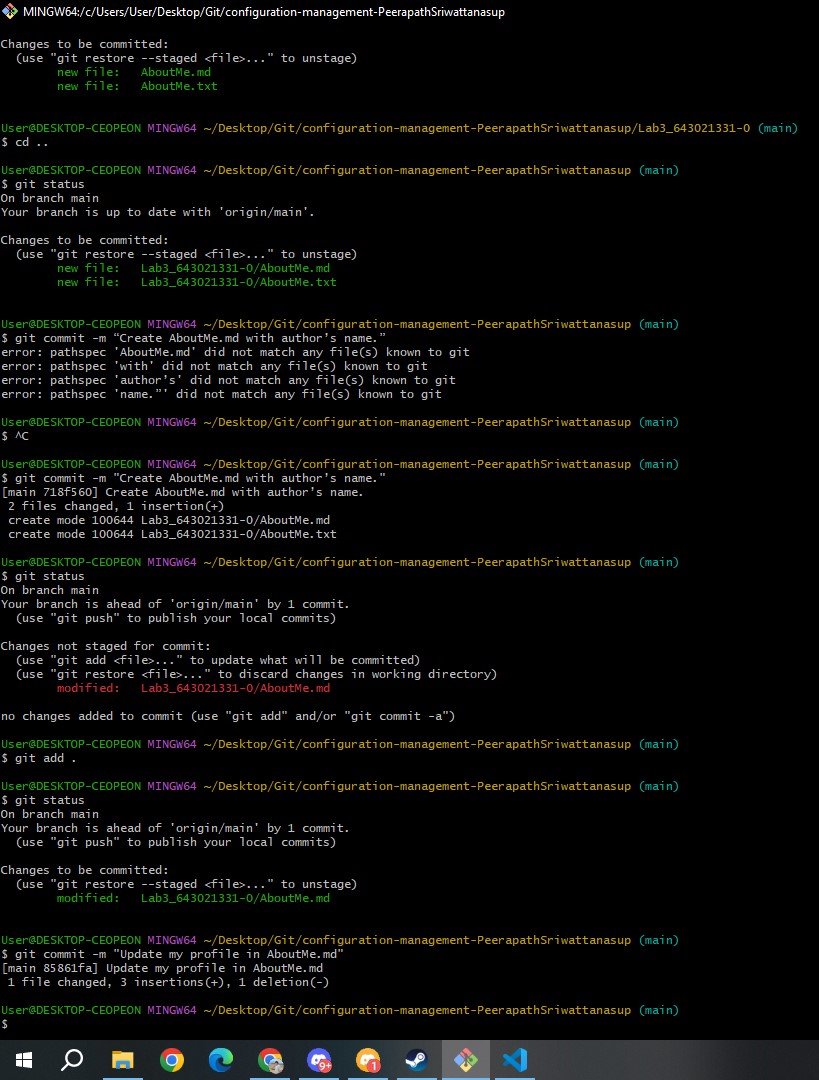 MINGW64:/c/Users/User/Desktop/Git/configuration-management-PeerapathSriwattanasup
Changes to be committed:
  (use "git restore --staged <file>..." to unstage)
        new file:   AboutMe.md
        new file:   AboutMe.txt
User@DESKTOP-CEOPEON MINGW64 ~/Desktop/Git/configuration-management-PeerapathSriwattanasup/Lab3_643021331-0 (main)
$ cd ..
User@DESKTOP-CEOPEON MINGW64 ~/Desktop/Git/configuration-management-PeerapathSriwattanasup (main)
$ git status
On branch main
Your branch is up to date with 'origin/main'.
Changes to be committed:
  (use "git restore --staged <file>..." to unstage)
        new file:   Lab3_643021331-0/AboutMe.md
        new file:   Lab3_643021331-0/AboutMe.txt
User@DESKTOP-CEOPEON MINGW64 ~/Desktop/Git/configuration-management-PeerapathSriwattanasup (main)
$ git commit -m “Create AboutMe.md with author's name.”
error: pathspec 'AboutMe.md' did not match any file(s) known to git
error: pathspec 'with' did not match any file(s) known to git
error: pathspec 'author's' did not match any file(s) known to git
error: pathspec 'name.”' did not match any file(s) known to git
User@DESKTOP-CEOPEON MINGW64 ~/Desktop/Git/configuration-management-PeerapathSriwattanasup (main)
$ ^C
User@DESKTOP-CEOPEON MINGW64 ~/Desktop/Git/configuration-management-PeerapathSriwattanasup (main)
$ git commit -m "Create AboutMe.md with author's name."
[main 718f560] Create AboutMe.md with author's name.
 2 files changed, 1 insertion(+)
 create mode 100644 Lab3_643021331-0/AboutMe.md
 create mode 100644 Lab3_643021331-0/AboutMe.txt
User@DESKTOP-CEOPEON MINGW64 ~/Desktop/Git/configuration-management-PeerapathSriwattanasup (main)
$ git status
On branch main
Your branch is ahead of 'origin/main' by 1 commit.
  (use "git push" to publish your local commits)
Changes not staged for commit:
  (use "git add <file>..." to update what will be committed)
  (use "git restore <file>..." to discard changes in working directory)
        modified:   Lab3_643021331-0/AboutMe.md
no changes added to commit (use "git add" and/or "git commit -a")
User@DESKTOP-CEOPEON MINGW64 ~/Desktop/Git/configuration-management-PeerapathSriwattanasup (main)
$ git add .
User@DESKTOP-CEOPEON MINGW64 ~/Desktop/Git/configuration-management-PeerapathSriwattanasup (main)
$ git status
On branch main
Your branch is ahead of 'origin/main' by 1 commit.
  (use "git push" to publish your local commits)
Changes to be committed:
  (use "git restore --staged <file>..." to unstage)
        modified:   Lab3_643021331-0/AboutMe.md
User@DESKTOP-CEOPEON MINGW64 ~/Desktop/Git/configuration-management-PeerapathSriwattanasup (main)
$ git commit -m "Update my profile in AboutMe.md"
[main 85861fa] Update my profile in AboutMe.md
 1 file changed, 3 insertions(+), 1 deletion(-)
User@DESKTOP-CEOPEON MINGW64 ~/Desktop/Git/configuration-management-PeerapathSriwattanasup (main)
$
9+ 1